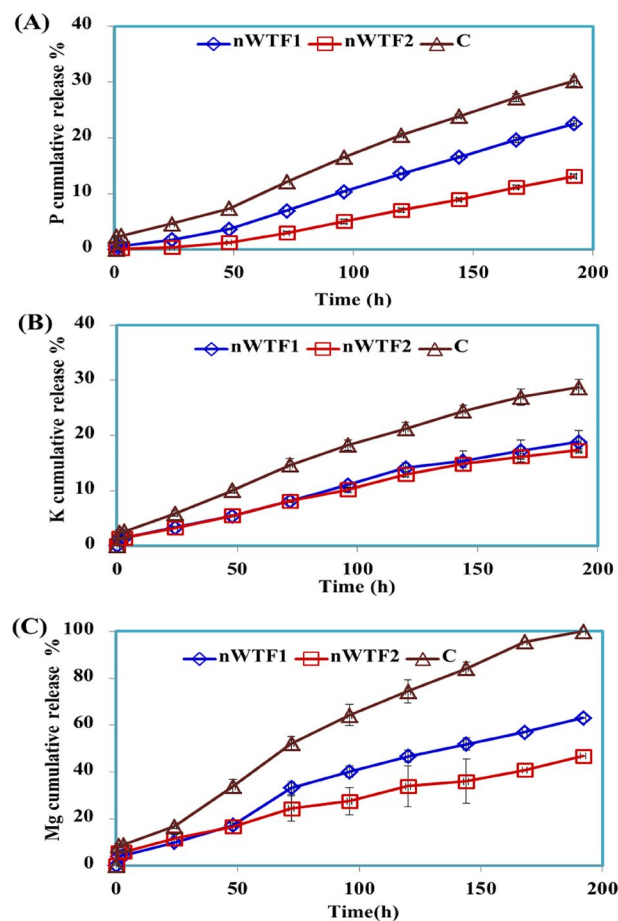 (A)
40
30
20
10
0
P cumulative release %
nWTF1 nWTF2 C
0 50 100 150 200
Time (h)
(B)
40
30
20
10
0
K cumulative release %
nWTF1 nWTF2 C
0 50 100 150 200
Time (h)
(C)
100
80
60
40
20
0
Mg cumulative release %
nWTF1 nWTF2 C
0 50 100 150 200
Time(h)